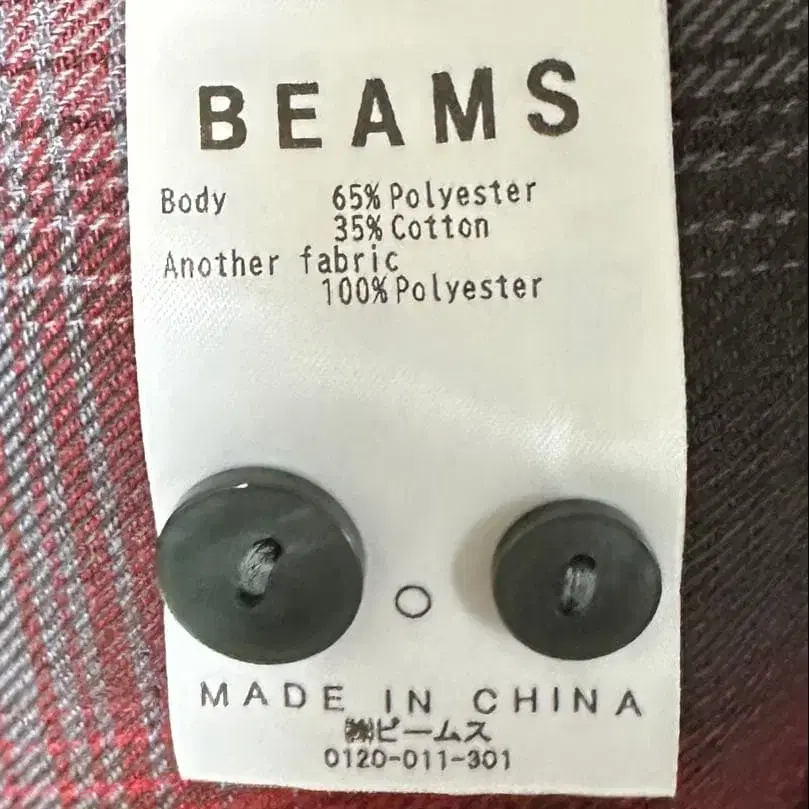 BEAMS
Body 65% Polyester
35% Cotton
Another fabric
100% Polyester
MADE IN CHINA
㈱ビームス
0120-011-301